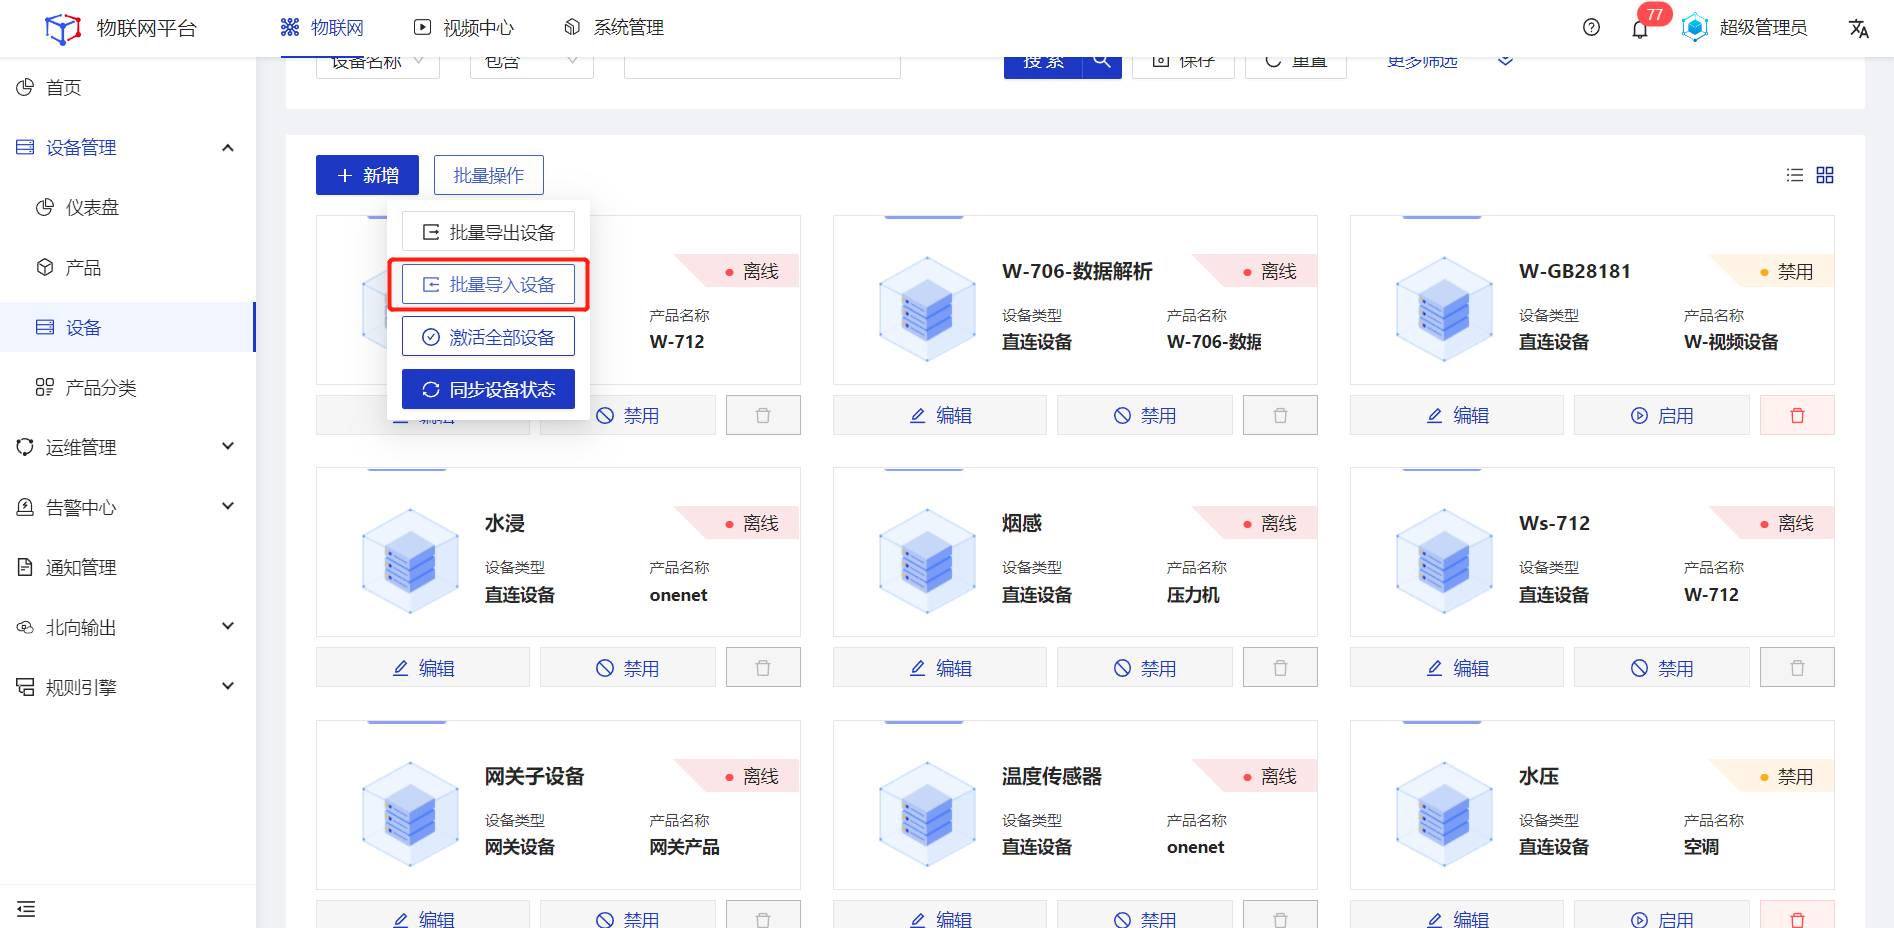 物联网平台
物联网
视频中心
系统管理
77
超级管理员
首页
设备管理
仪表盘
产品
设备
产品分类
运维管理
告警中心
通知管理
北向输出
规则引擎
设备名称
包含
搜索
保存
重置
更多筛选
新增
批量操作
批量导出设备
批量导入设备
激活全部设备
同步设备状态
离线
产品名称
W-712
编辑
禁用
W-706-数据解析
离线
设备类型
产品名称
直连设备
W-706-数据
编辑
禁用
W-GB28181
禁用
设备类型
产品名称
直连设备
W-视频设备
编辑
启用
水浸
离线
设备类型
产品名称
直连设备
onenet
编辑
禁用
烟感
离线
设备类型
产品名称
直连设备
压力机
编辑
禁用
Ws-712
离线
设备类型
产品名称
直连设备
W-712
编辑
禁用
网关子设备
离线
设备类型
产品名称
网关设备
网关产品
编辑
禁用
温度传感器
离线
设备类型
产品名称
直连设备
onenet
编辑
禁用
水压
禁用
设备类型
产品名称
直连设备
空调
编辑
启用